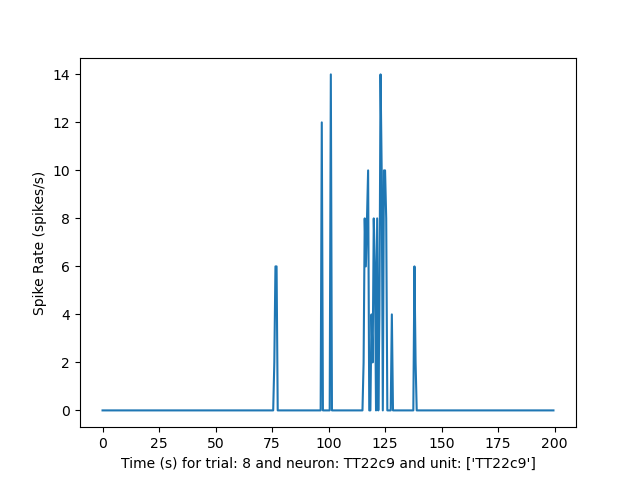 14
12
10
8
6
4
2
0
Spike Rate (spikes/s)
0 25 50 75 100 125 150 175 200
Time (s) for trial: 8 and neuron: TT22c9 and unit: ['TT22c9']